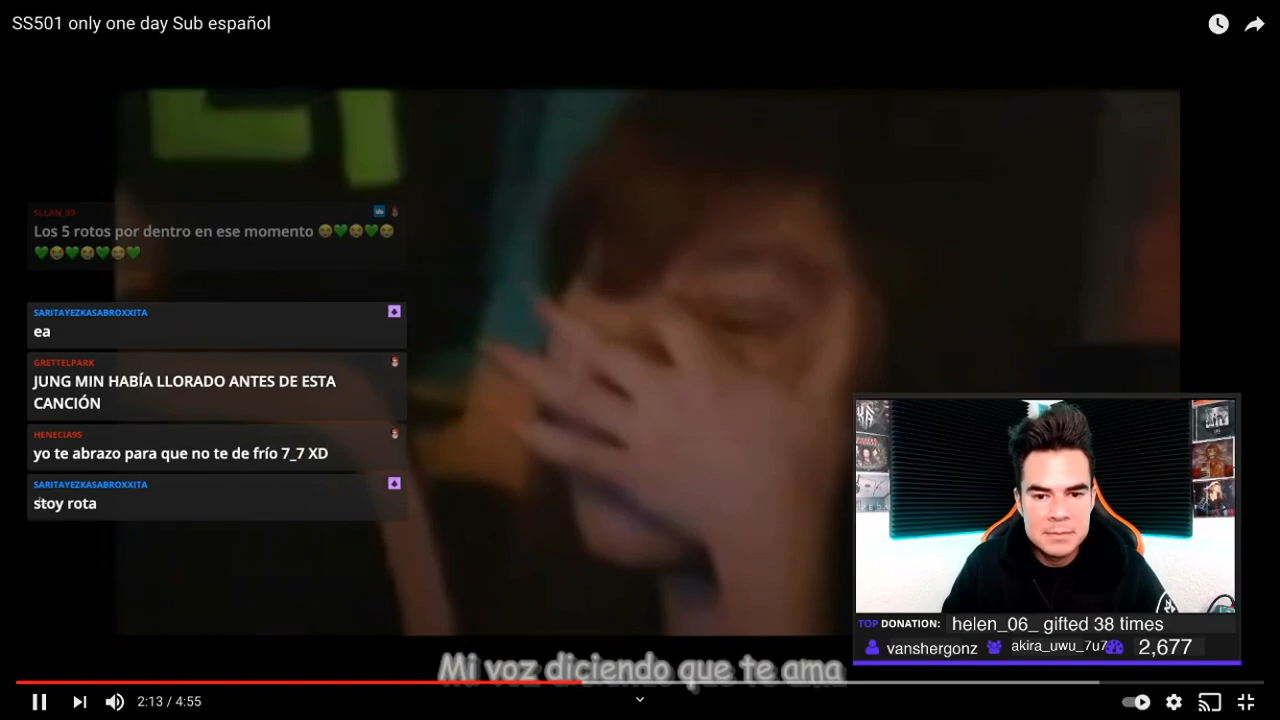 SS501 only one day Sub español
SLLAN_99
Los 5 rotos por dentro en ese momento 😭💚😭💚😭
💚😭💚😭💚😭💚
SARITAYEZKASABROXXITA
ea
GRETTELPARK
JUNG MIN HABÍA LLORADO ANTES DE ESTA
CANCIÓN
HENECIA95
yo te abrazo para que no te de frío 7_7 XD
SARITAYEZKASABROXXITA
stoy rota
TOP DONATION: helen_06_ gifted 38 times
vanshergonz akira_uwu_7u7 2,677
Mi voz diciendo que te ama
2:13 / 4:55